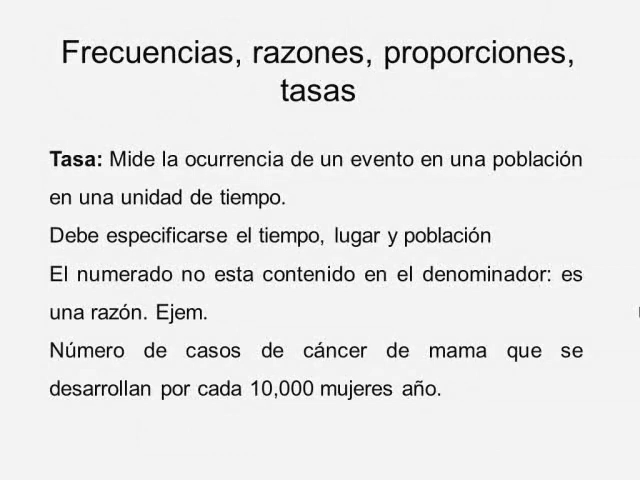 Frecuencias, razones, proporciones,
tasas
Tasa: Mide la ocurrencia de un evento en una población
en una unidad de tiempo.
Debe especificarse el tiempo, lugar y población
El numerado no esta contenido en el denominador: es
una razón. Ejem.
Número de casos de cáncer de mama que se
desarrollan por cada 10,000 mujeres año.